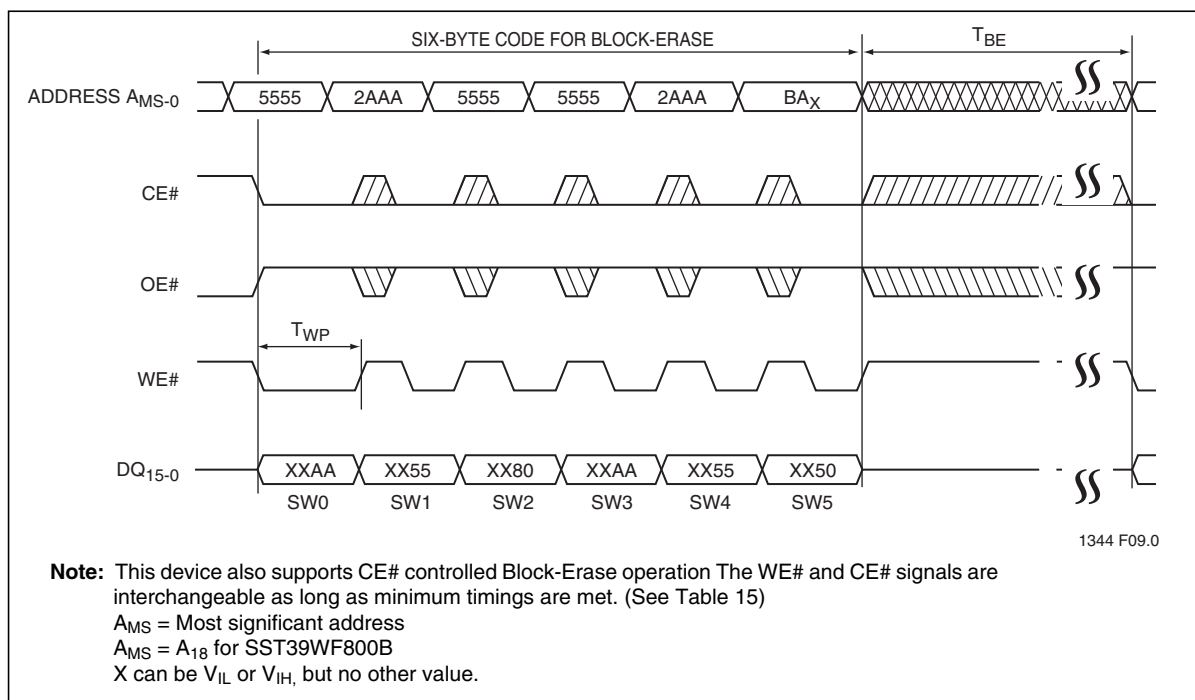 SIX-BYTE CODE FOR BLOCK-ERASE
TBE
ADDRESS AMS-0
5555 2AAA 5555 5555 2AAA BAX
CE#
OE#
TWP
WE#
DQ15-0
XXAA XX55 XX80 XXAA XX55 XX50
SW0 SW1 SW2 SW3 SW4 SW5
1344 F09.0
Note: This device also supports CE# controlled Block-Erase operation The WE# and CE# signals are
interchangeable as long as minimum timings are met. (See Table 15)
AMS = Most significant address
AMS = A18 for SST39WF800B
X can be VIL or VIH, but no other value.